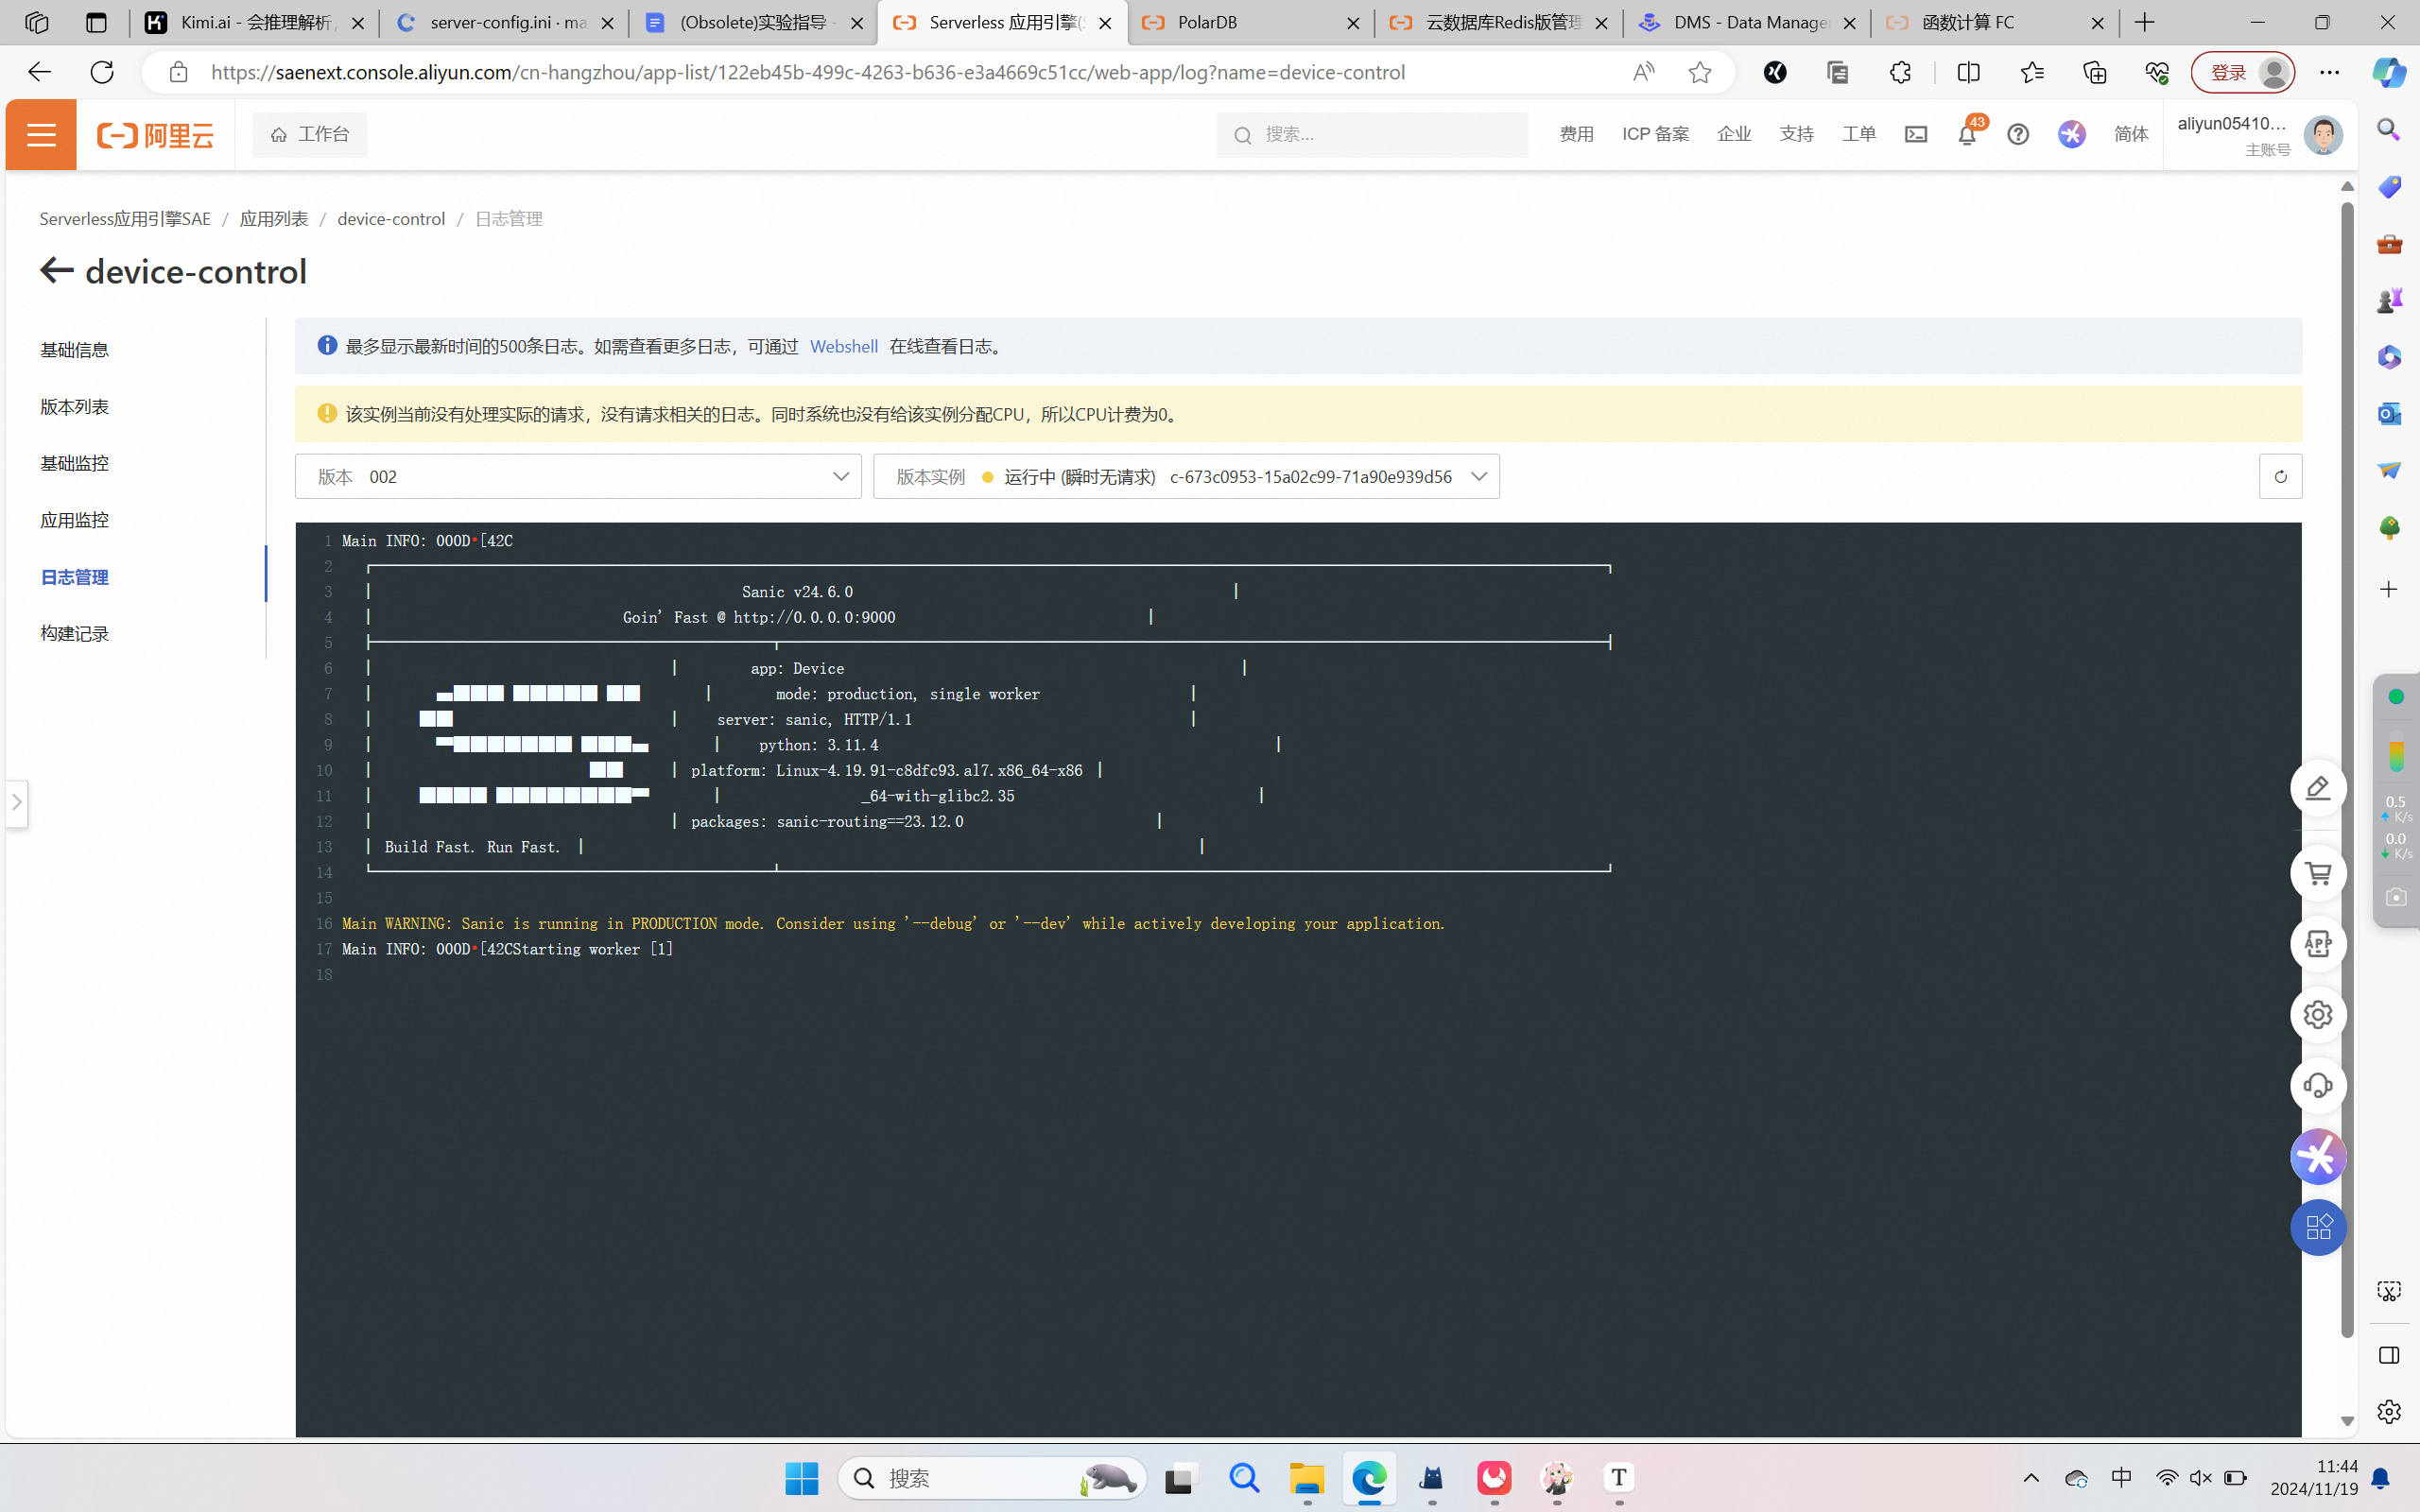 Kimi.ai - 会推理解析，
server-config.ini · ma
(Obsolete)实验指导 -
Serverless 应用引擎(S
PolarDB
云数据库Redis版管理
DMS - Data Manage
函数计算 FC
https://saenext.console.aliyun.com/cn-hangzhou/app-list/122eb45b-499c-4263-b636-e3a4669c51cc/web-app/log?name=device-control
登录
阿里云
工作台
搜索...
费用
ICP 备案
企业
支持
工单
43
简体
aliyun05410...
主账号
Serverless应用引擎SAE / 应用列表 / device-control / 日志管理
device-control
基础信息
版本列表
基础监控
应用监控
日志管理
构建记录
最多显示最新时间的500条日志。如需查看更多日志，可通过 Webshell 在线查看日志。
该实例当前没有处理实际的请求，没有请求相关的日志。同时系统也没有给该实例分配CPU，所以CPU计费为0。
版本 002
版本实例 运行中 (瞬时无请求) c-673c0953-15a02c99-71a90e939d56
1 Main INFO: 000D•[42C
2
3 Sanic v24.6.0
4 Goin' Fast @ http://0.0.0.0:9000
5
6 app: Device
7 mode: production, single worker
8 server: sanic, HTTP/1.1
9 python: 3.11.4
10 platform: Linux-4.19.91-c8dfc93.al7.x86_64-x86
11 _64-with-glibc2.35
12 packages: sanic-routing==23.12.0
13 Build Fast. Run Fast.
14
15
16 Main WARNING: Sanic is running in PRODUCTION mode. Consider using '--debug' or '--dev' while actively developing your application.
17 Main INFO: 000D•[42CStarting worker [1]
18
0.5
K/s
0.0
K/s
APP
搜索
中
11:44
2024/11/19